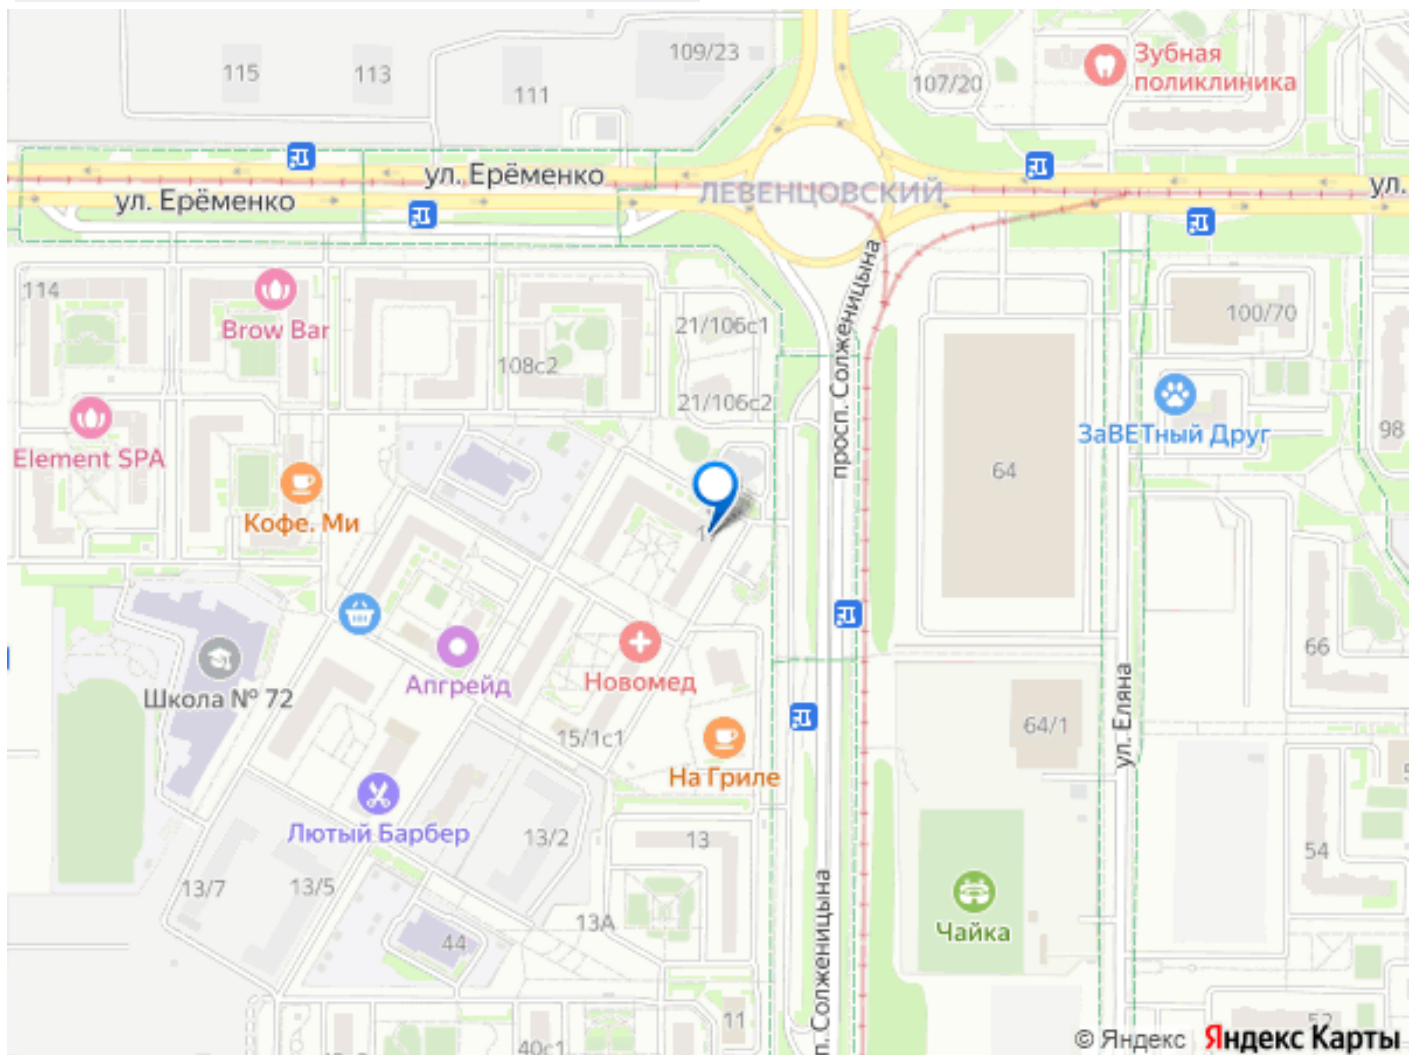 109/23
115
113
111
107/20
Зубная
поликлиника
ул. Ерёменко
ул. Ерёменко
ЛЕВЕНЦОВСКИЙ
ул.
114
Brow Bar
21/106с1
100/70
108с2
просп. Солженицына
21/106с2
ЗаВЕТный Друг
98
Element SPA
64
Кофе. Ми
Школа № 72
Апгрейд
Новомед
66
15/1с1
64/1
ул. Еляна
На Гриле
Лютый Барбер
13/2
13
54
13/7
13/5
13А
Чайка
44
п. Солженицына
11
52
40с1
© Яндекс Яндекс Карты